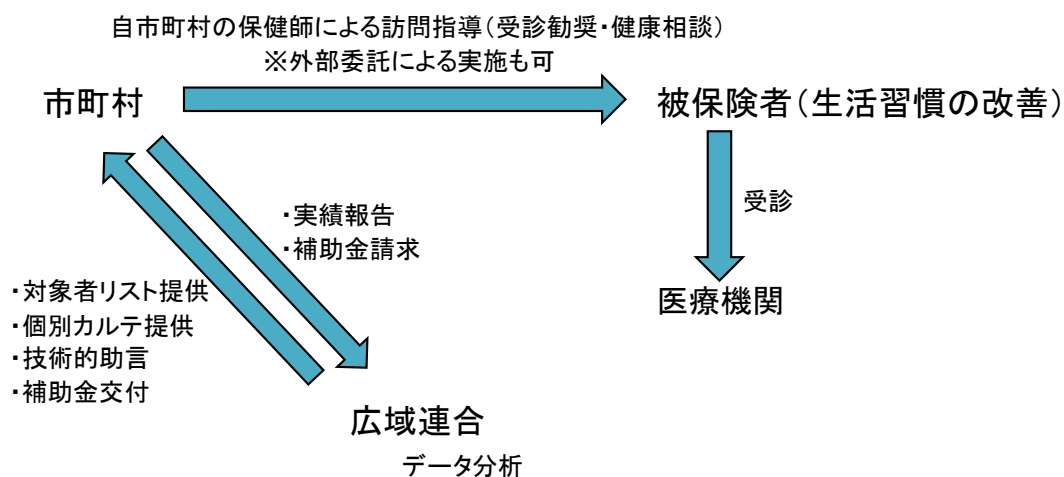 自市町村の保健師による訪問指導(受診勧奨・健康相談)
※外部委託による実施も可
市町村
被保険者(生活習慣の改善)
・実績報告
・補助金請求
受診
・対象者リスト提供
・個別カルテ提供
・技術的助言
・補助金交付
医療機関
広域連合
データ分析